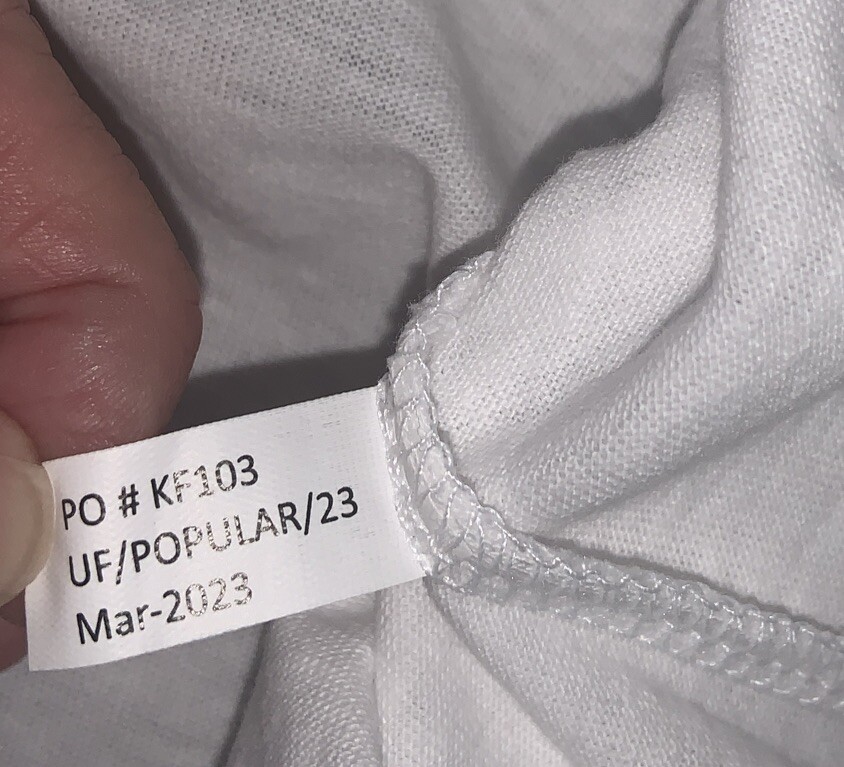 PO # KF103
UF/POPULAR/23
Mar-2023